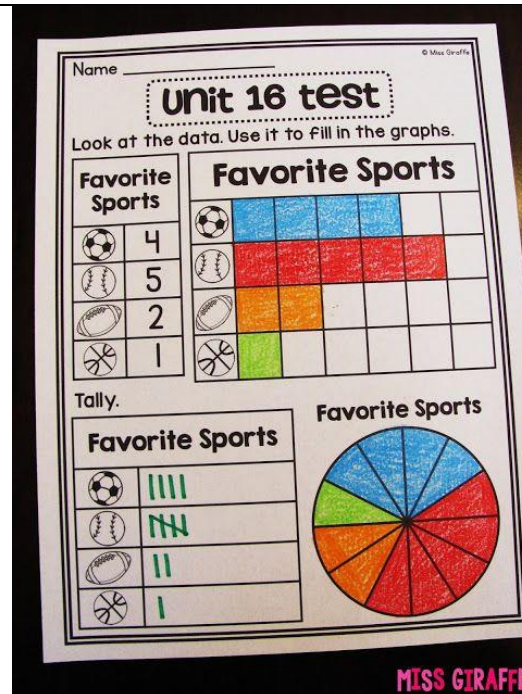 © Miss Giraffe
Name
Unit 16 test
Look at the data. Use it to fill in the graphs.
Favorite
Sports
4
5
2
1
Favorite Sports
Tally.
Favorite Sports
Favorite Sports
MISS GIRAFFE